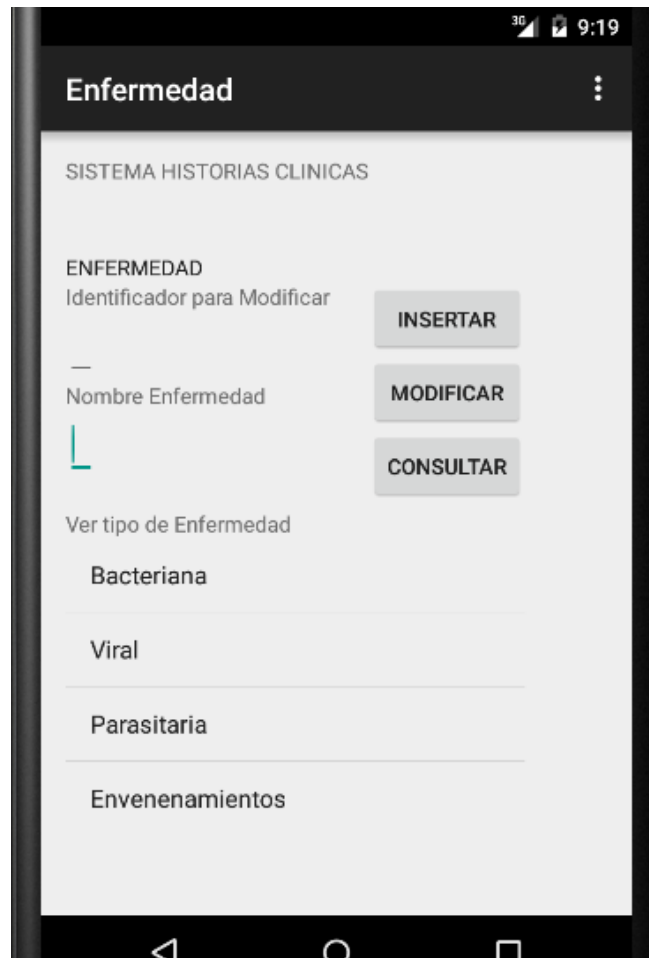 3G 9:19
Enfermedad
SISTEMA HISTORIAS CLINICAS
ENFERMEDAD
Identificador para Modificar
INSERTAR
Nombre Enfermedad
MODIFICAR
CONSULTAR
Ver tipo de Enfermedad
Bacteriana
Viral
Parasitaria
Envenenamientos